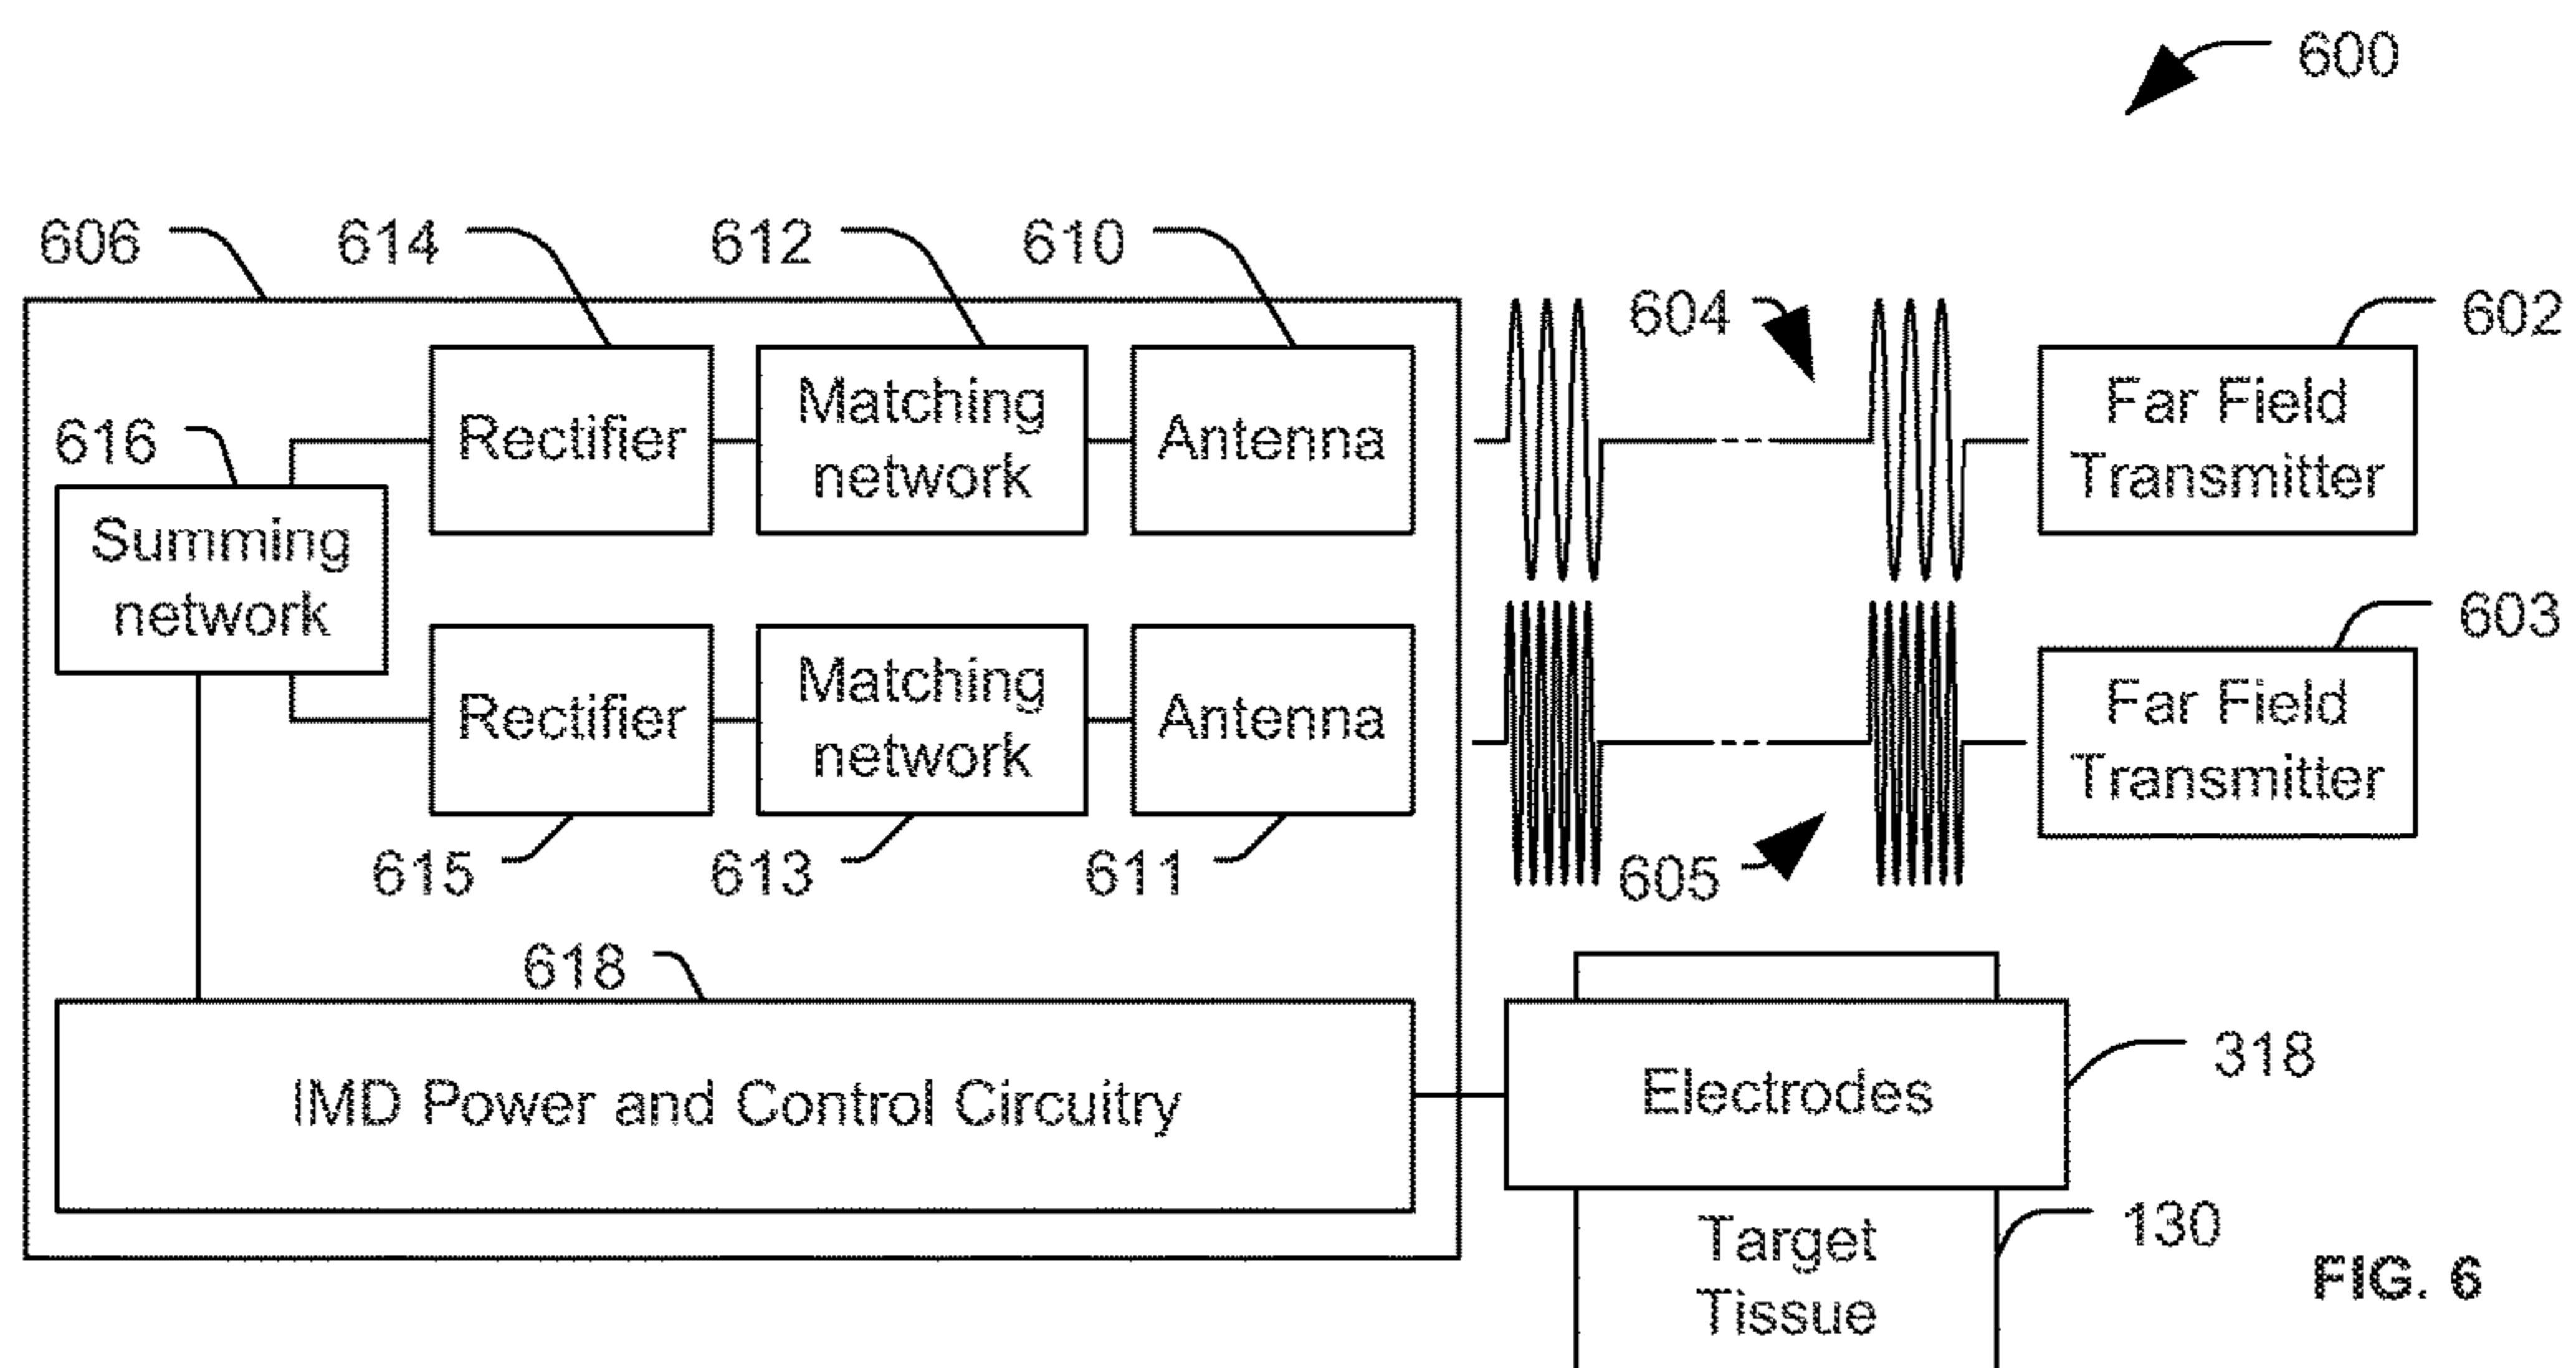 600
606
614
612
610
604
602
Rectifier
Matching
network
Antenna
Far Field
Transmitter
616
Summing
network
603
Rectifier
Matching
network
Antenna
Far Field
Transmitter
615
613
611
605
618
IMD Power and Control Circuitry
Electrodes
318
Target
Tissue
130
FIG. 6